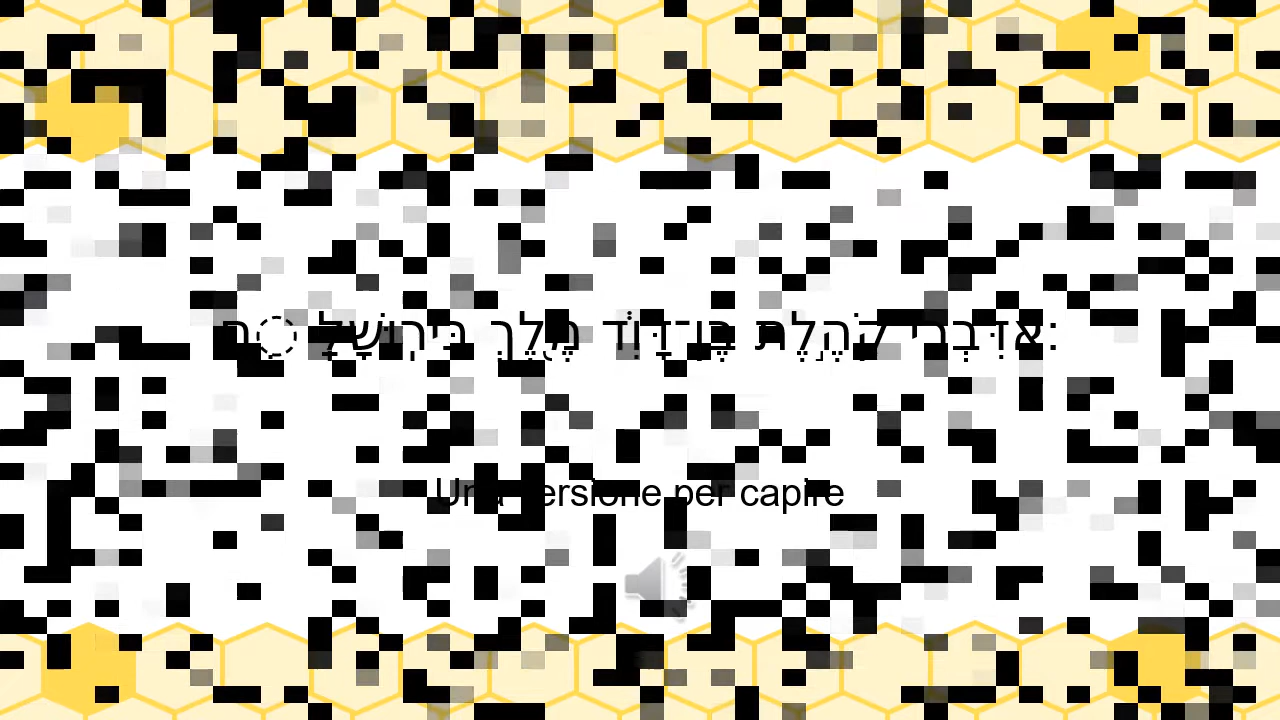 אדִּבְרֵי֙ קֹהֶ֣לֶת בֶּן־דָּוִ֔ד מֶ֖לֶךְ בִּירוּשָׁלָ ִֽם׃
Una versione per capire